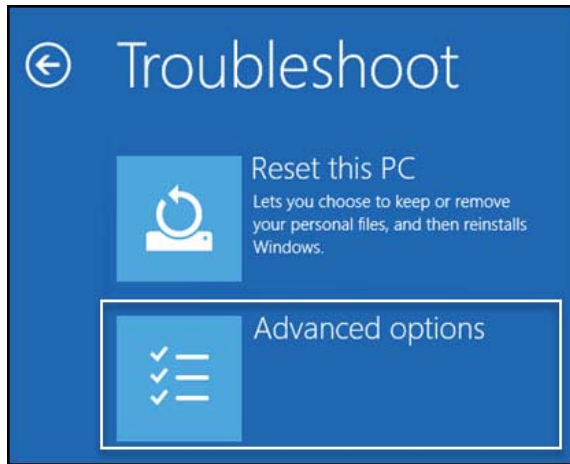 Troubleshoot
Reset this PC
Lets you choose to keep or remove
your personal files, and then reinstalls
Windows.
Advanced options